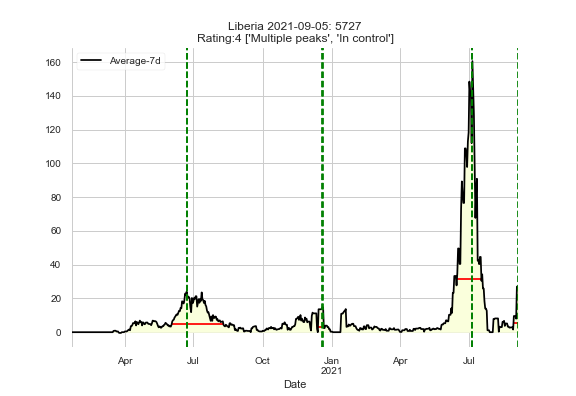 Liberia 2021-09-05: 5727
Rating:4 ['Multiple peaks', 'In control']
Average-7d
160
140
120
100
80
60
40
20
0
Apr Jul Oct Jan Apr Jul
2021
Date